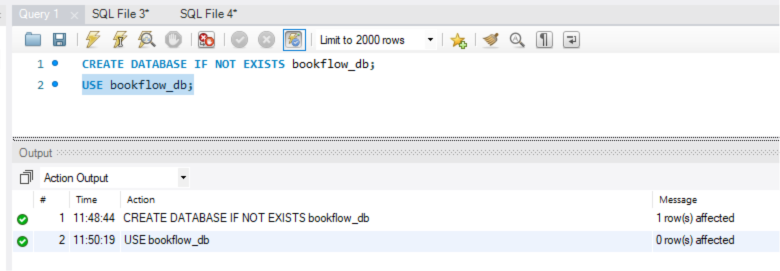 Query 1 SQL File 3* SQL File 4*
Limit to 2000 rows
1 CREATE DATABASE IF NOT EXISTS bookflow_db;
2 USE bookflow_db;
Output
Action Output
# Time Action Message
1 11:48:44 CREATE DATABASE IF NOT EXISTS bookflow_db 1 row(s) affected
2 11:50:19 USE bookflow_db 0 row(s) affected